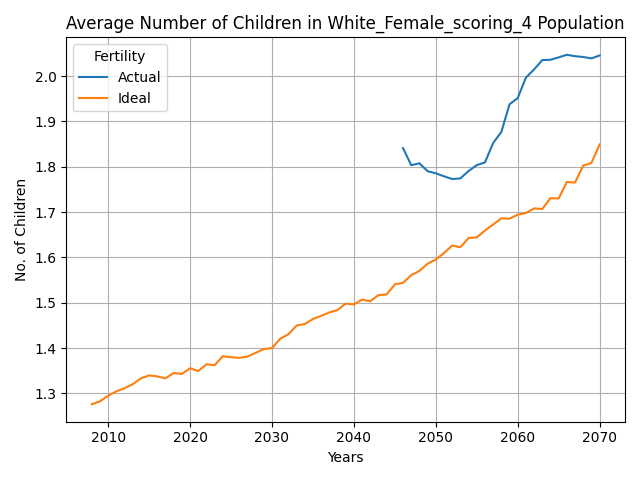 Average Number of Children in White_Female_scoring_4 Population
Fertility
Actual
Ideal
No. of Children
2.0
1.9
1.8
1.7
1.6
1.5
1.4
1.3
2010 2020 2030 2040 2050 2060 2070
Years